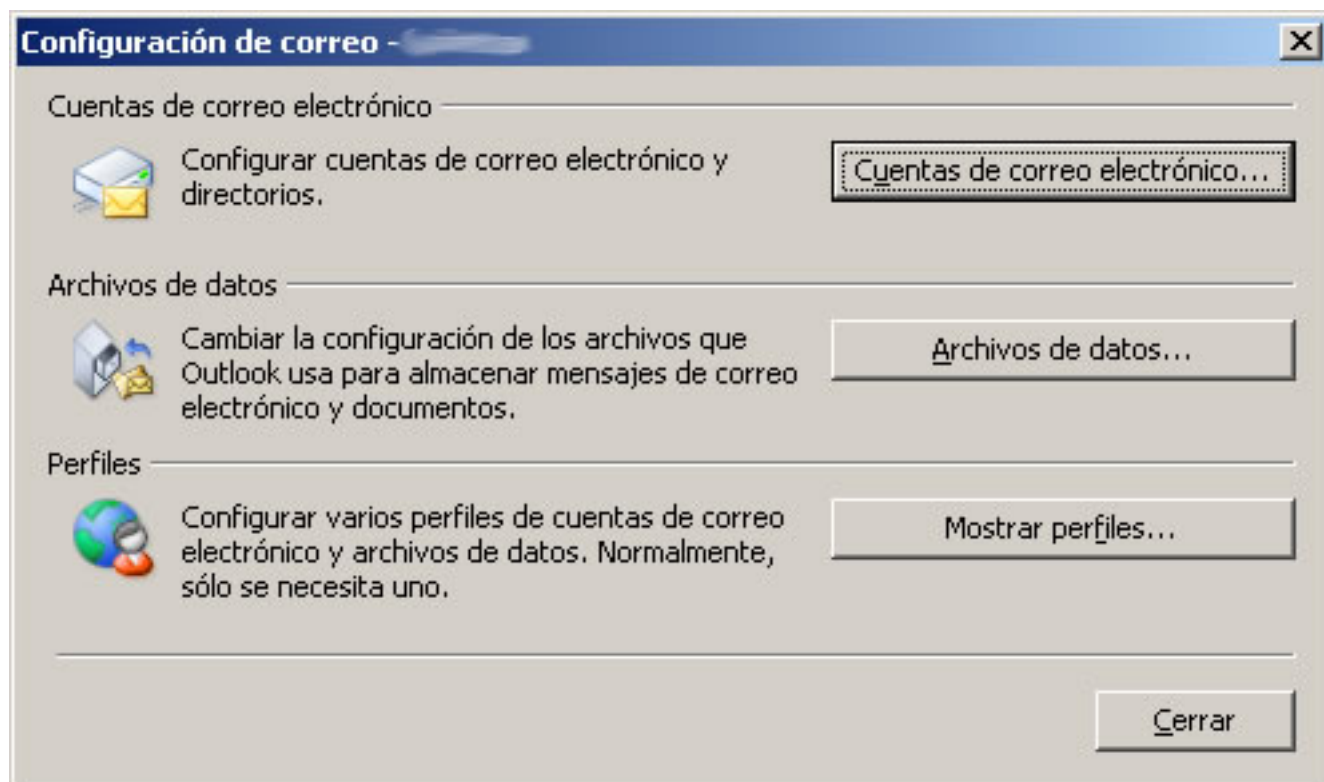 Configuración de correo -
Cuentas de correo electrónico
Configurar cuentas de correo electrónico y
directorios.
Cuentas de correo electrónico...
Archivos de datos
Cambiar la configuración de los archivos que
Outlook usa para almacenar mensajes de correo
electrónico y documentos.
Archivos de datos...
Perfiles
Configurar varios perfiles de cuentas de correo
electrónico y archivos de datos. Normalmente,
sólo se necesita uno.
Mostrar perfiles...
Cerrar